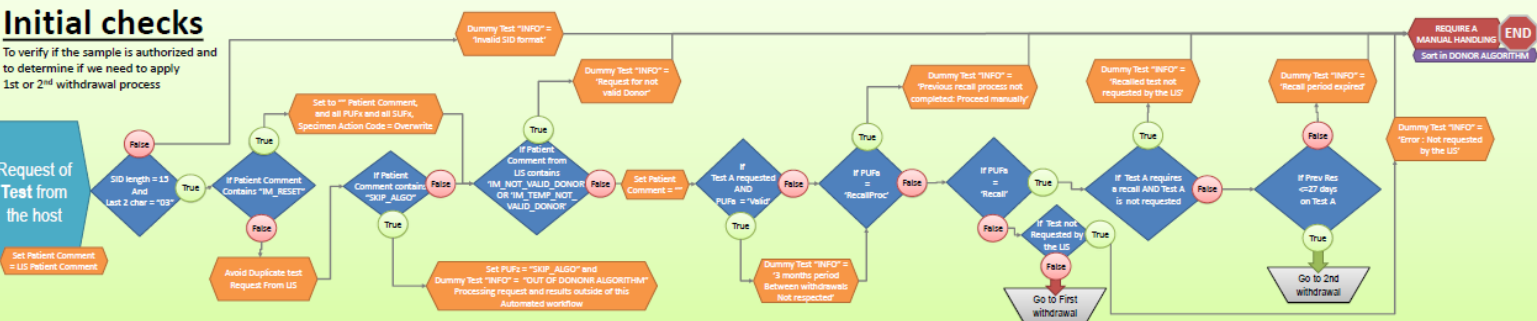 Initial checks
To verify if the sample is authorized and
to determine if we need to apply
1st or 2nd withdrawal process
Request of
Test from
the host
Set Patient Comment
= LIS Patient Comment
SID length = 15
And
Last 2 char = "03"
False
True
Dummy Test "INFO" =
'Invalid SID format'
If Patient Comment
Contains "IM_RESET"
True
False
Set to "" Patient Comment,
and all PUFx and all SUFx,
Specimen Action Code = Overwrite
Avoid Duplicate test
Request From LIS
If Patient
Comment contains
"SKIP_ALGO"
False
True
Set PUFz = "SKIP_ALGO" and
Dummy Test "INFO" = "OUT OF DONONR ALGORITHM"
Processing request and results outside of this
Automated workflow
If Patient
Comment from
LIS contains
'IM_NOT_VALID_DONOR'
OR 'IM_TEMP_NOT_
VALID_DONOR'
True
False
Dummy Test "INFO" =
'Request for not
valid Donor'
Set Patient
Comment = ""
If
Test A requested
AND
PUFa = 'Valid'
False
True
Dummy Test "INFO" =
'3 months period
Between withdrawals
Not respected'
If PUFa
=
'RecallProc'
True
False
Dummy Test "INFO" =
'Previous recall process not
completed: Proceed manually'
If PUFa
=
'Recall'
True
False
If Test not
Requested by
the LIS
True
False
Go to First
withdrawal
If Test A requires
a recall AND Test A
is not requested
True
False
Dummy Test "INFO" =
'Recalled test not
requested by the LIS'
If Prev Res
<=27 days
on Test A
False
True
Dummy Test "INFO" =
'Recall period expired'
Go to 2nd
withdrawal
Dummy Test "INFO" =
'Error : Not requested
by the LIS'
REQUIRE A
MANUAL HANDLING
END
Sort in DONOR ALGORITHM